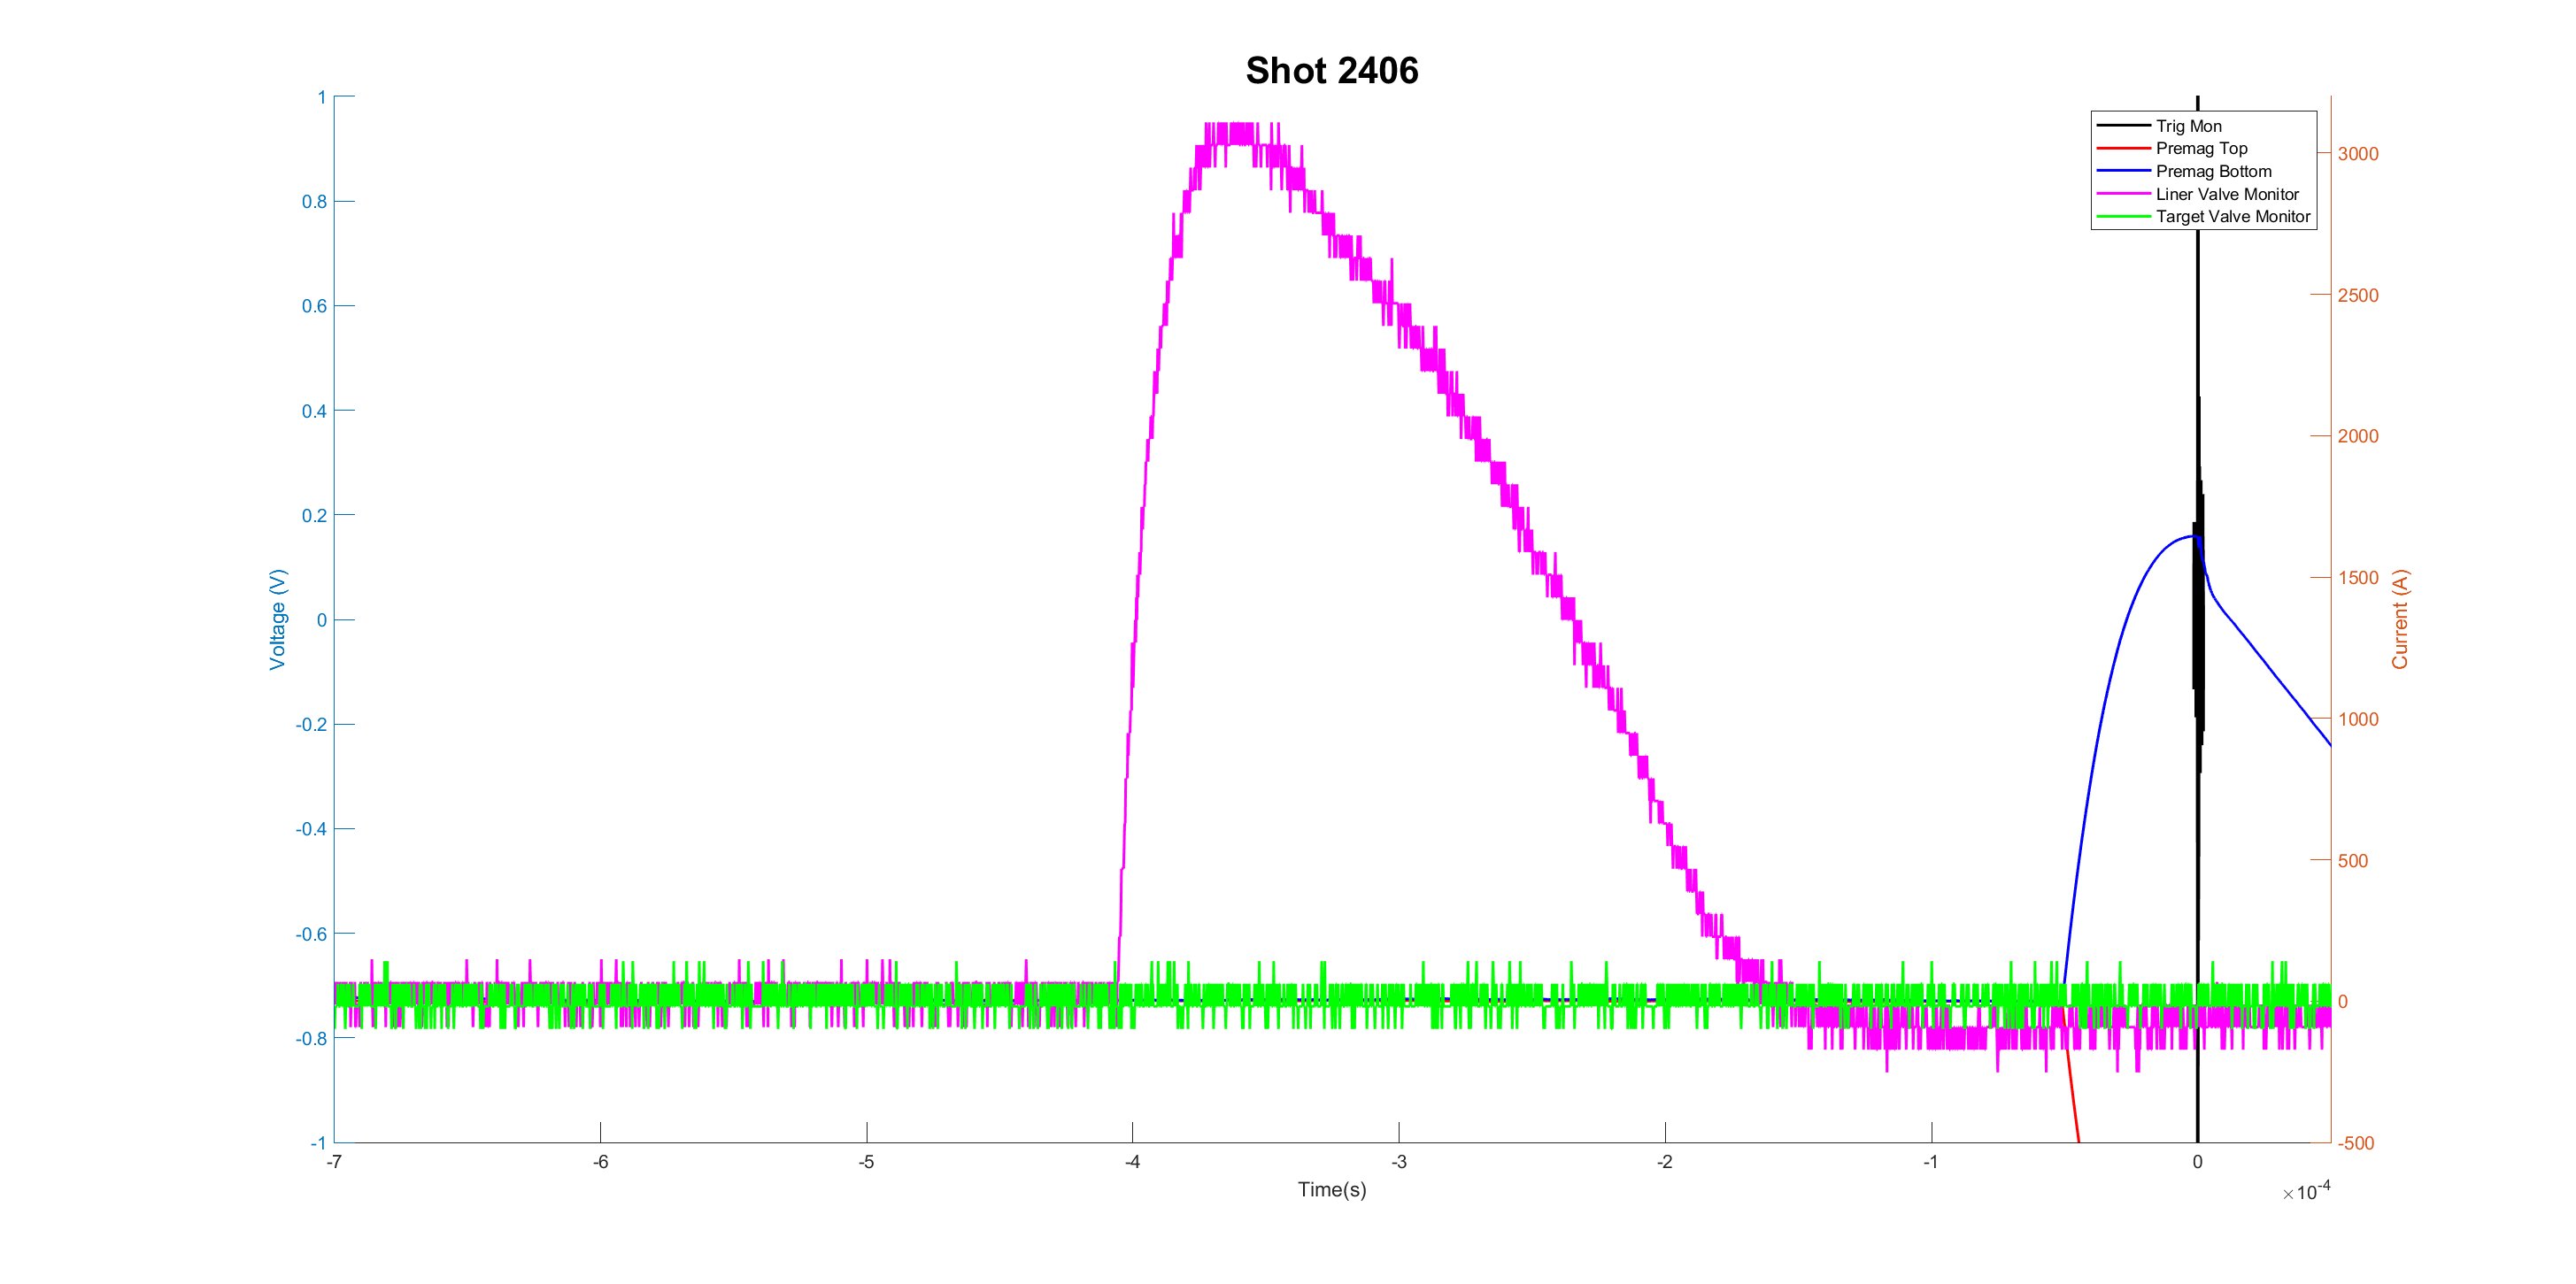 Shot 2406
Trig Mon
Premag Top
Premag Bottom
Liner Valve Monitor
Target Valve Monitor
Voltage (V)
1
0.8
0.6
0.4
0.2
0
-0.2
-0.4
-0.6
-0.8
-1
Current (A)
3000
2500
2000
1500
1000
500
0
-500
-7 -6 -5 -4 -3 -2 -1 0
Time(s)
×10⁻⁴